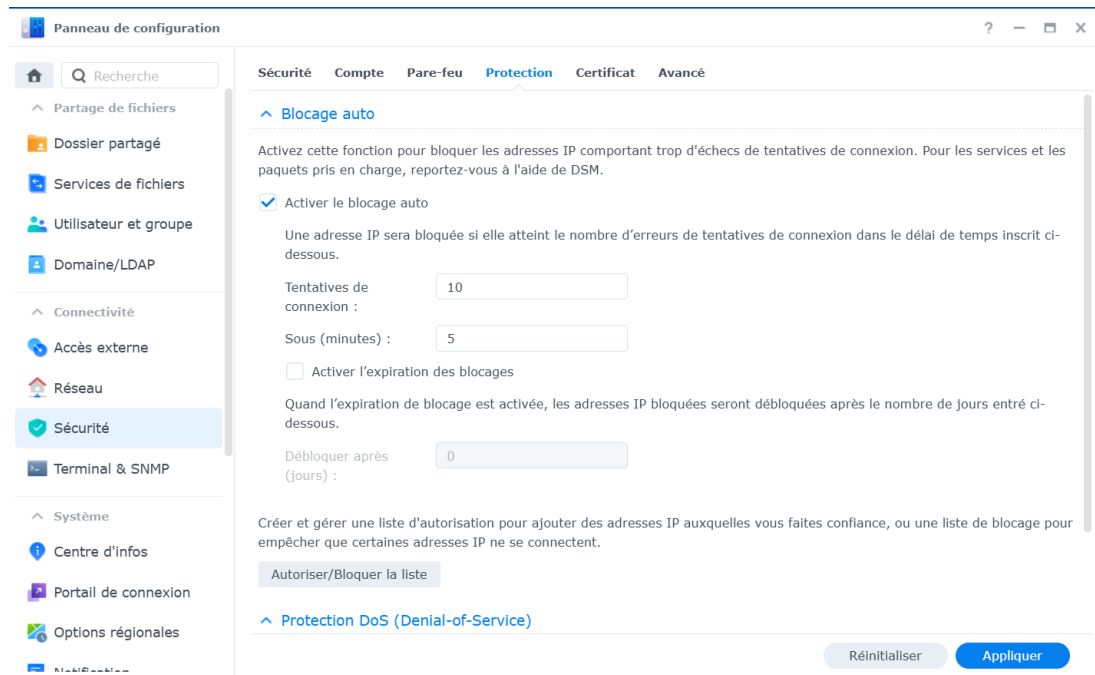 Panneau de configuration
?
Recherche
Partage de fichiers
Dossier partagé
Services de fichiers
Utilisateur et groupe
Domaine/LDAP
Connectivité
Accès externe
Réseau
Sécurité
Terminal & SNMP
Système
Centre d'infos
Portail de connexion
Options régionales
Notification
Sécurité Compte Pare-feu Protection Certificat Avancé
Blocage auto
Activez cette fonction pour bloquer les adresses IP comportant trop d'échecs de tentatives de connexion. Pour les services et les
paquets pris en charge, reportez-vous à l'aide de DSM.
Activer le blocage auto
Une adresse IP sera bloquée si elle atteint le nombre d’erreurs de tentatives de connexion dans le délai de temps inscrit ci-
dessous.
Tentatives de
connexion :
10
Sous (minutes) :
5
Activer l’expiration des blocages
Quand l’expiration de blocage est activée, les adresses IP bloquées seront débloquées après le nombre de jours entré ci-
dessous.
Débloquer après
(jours) :
0
Créer et gérer une liste d'autorisation pour ajouter des adresses IP auxquelles vous faites confiance, ou une liste de blocage pour
empêcher que certaines adresses IP ne se connectent.
Autoriser/Bloquer la liste
Protection DoS (Denial-of-Service)
Réinitialiser Appliquer